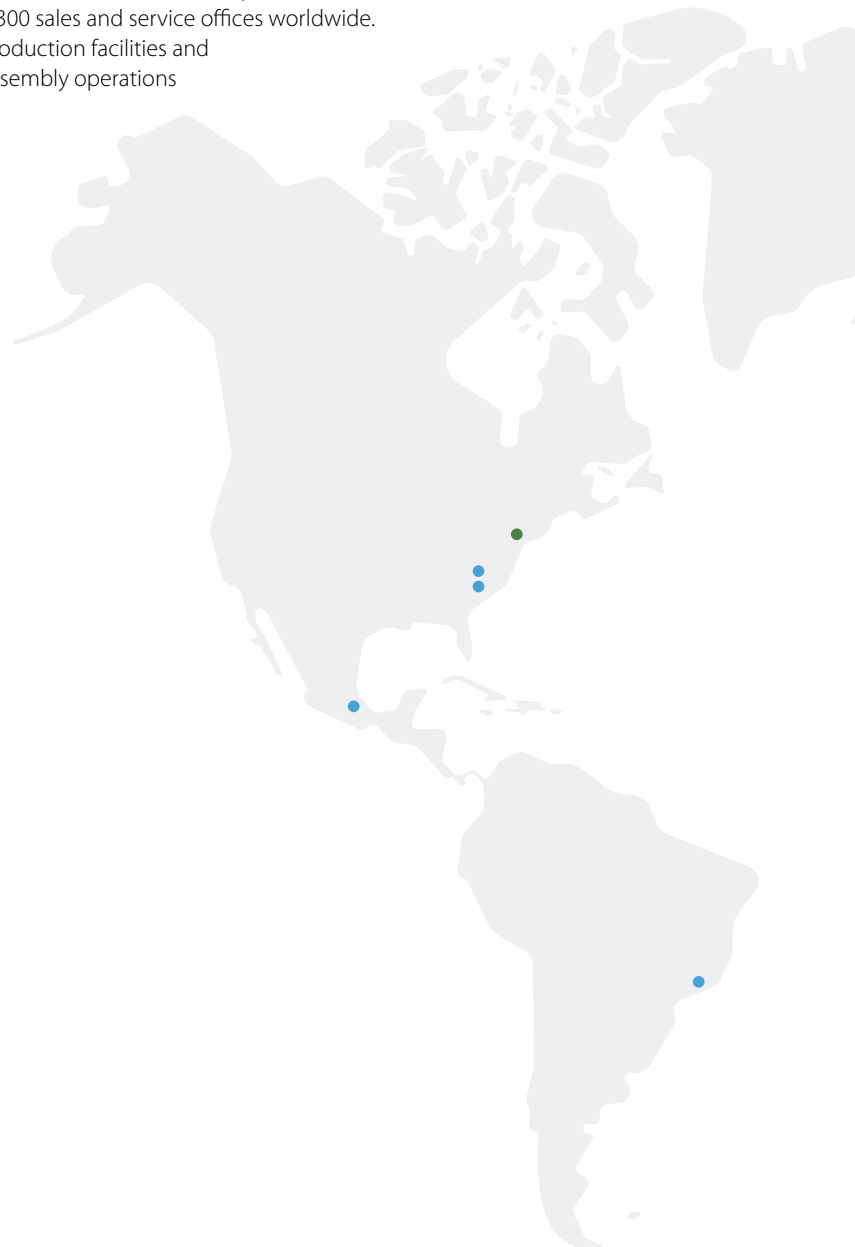 300 sales and service offices worldwide.
oduction facilities and
sembly operations